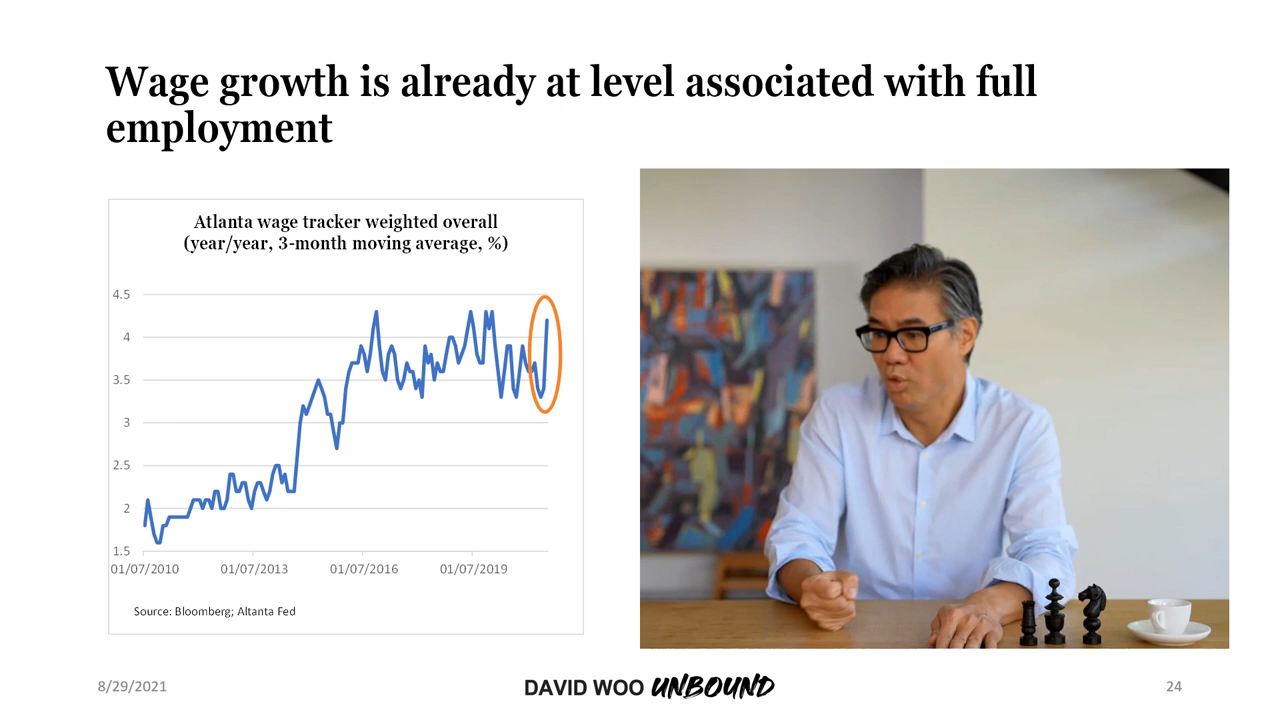 Wage growth is already at level associated with full
employment
Atlanta wage tracker weighted overall
(year/year, 3-month moving average, %)
4.5
4
3.5
3
2.5
2
1.5
01/07/2010 01/07/2013 01/07/2016 01/07/2019
Source: Bloomberg; Altanta Fed
8/29/2021
DAVID WOO UNBOUND
24